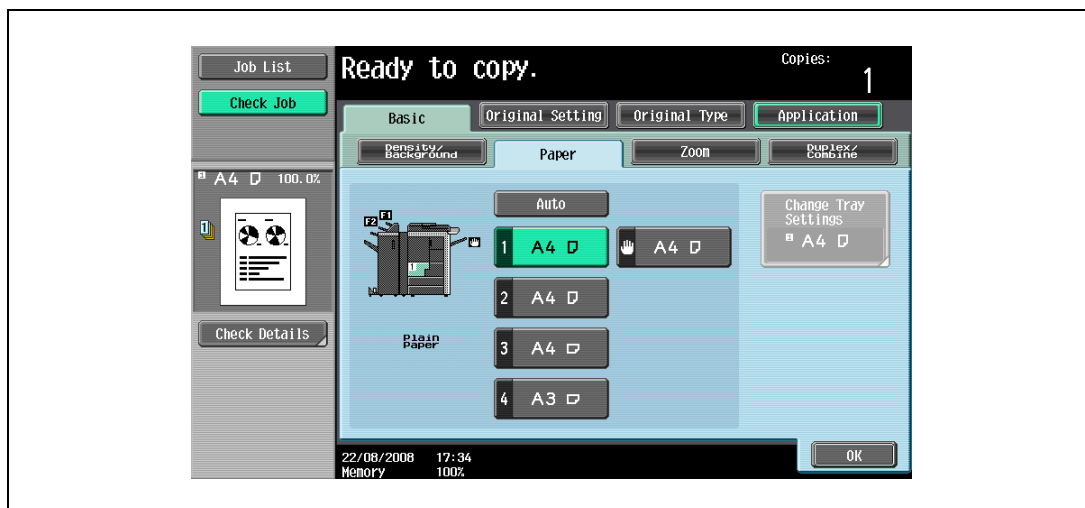 Job List
Check Job
Ready to copy.
Copies:
1
Basic
Original Setting
Original Type
Application
Density/
Background
Paper
Zoom
Duplex/
Combine
A4 100.0%
1
Check Details
F2 F1
1
Plain
Paper
Auto
1 A4
A4
2 A4
3 A4
4 A3
Change Tray
Settings
A4
22/08/2008 17:34
Memory 100%
OK